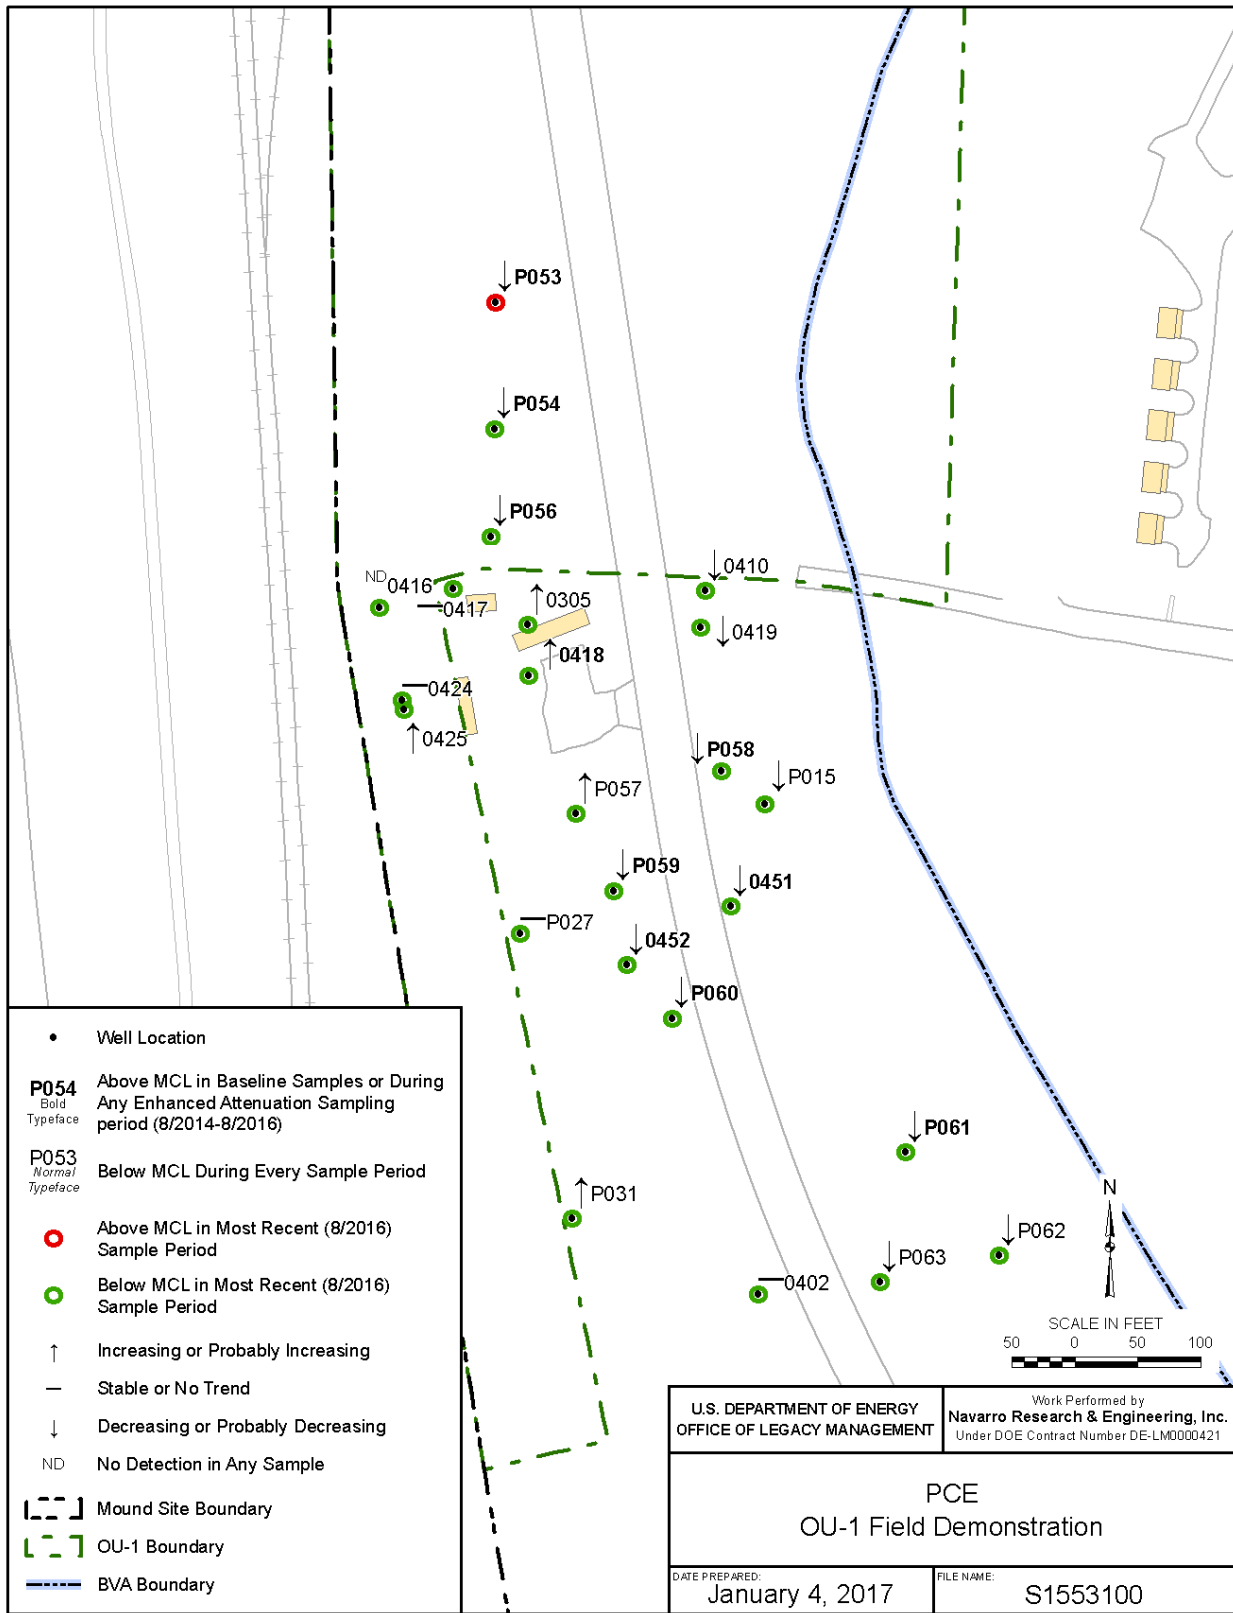 P053
P054
P056
ND
0416
0417
0305
0410
0419
0418
0424
0425
P058
P015
P057
P059
0451
P027
0452
P060
P061
P031
P062
P063
0402
N
SCALE IN FEET
50 0 50 100
Well Location
P054
Bold
Typeface
Above MCL in Baseline Samples or During
Any Enhanced Attenuation Sampling
period (8/2014-8/2016)
P053
Normal
Typeface
Below MCL During Every Sample Period
Above MCL in Most Recent (8/2016)
Sample Period
Below MCL in Most Recent (8/2016)
Sample Period
↑ Increasing or Probably Increasing
— Stable or No Trend
↓ Decreasing or Probably Decreasing
ND No Detection in Any Sample
Mound Site Boundary
OU-1 Boundary
BVA Boundary
U.S. DEPARTMENT OF ENERGY
OFFICE OF LEGACY MANAGEMENT
Work Performed by
Navarro Research & Engineering, Inc.
Under DOE Contract Number DE-LM0000421
PCE
OU-1 Field Demonstration
DATE PREPARED:
January 4, 2017
FILE NAME:
S1553100